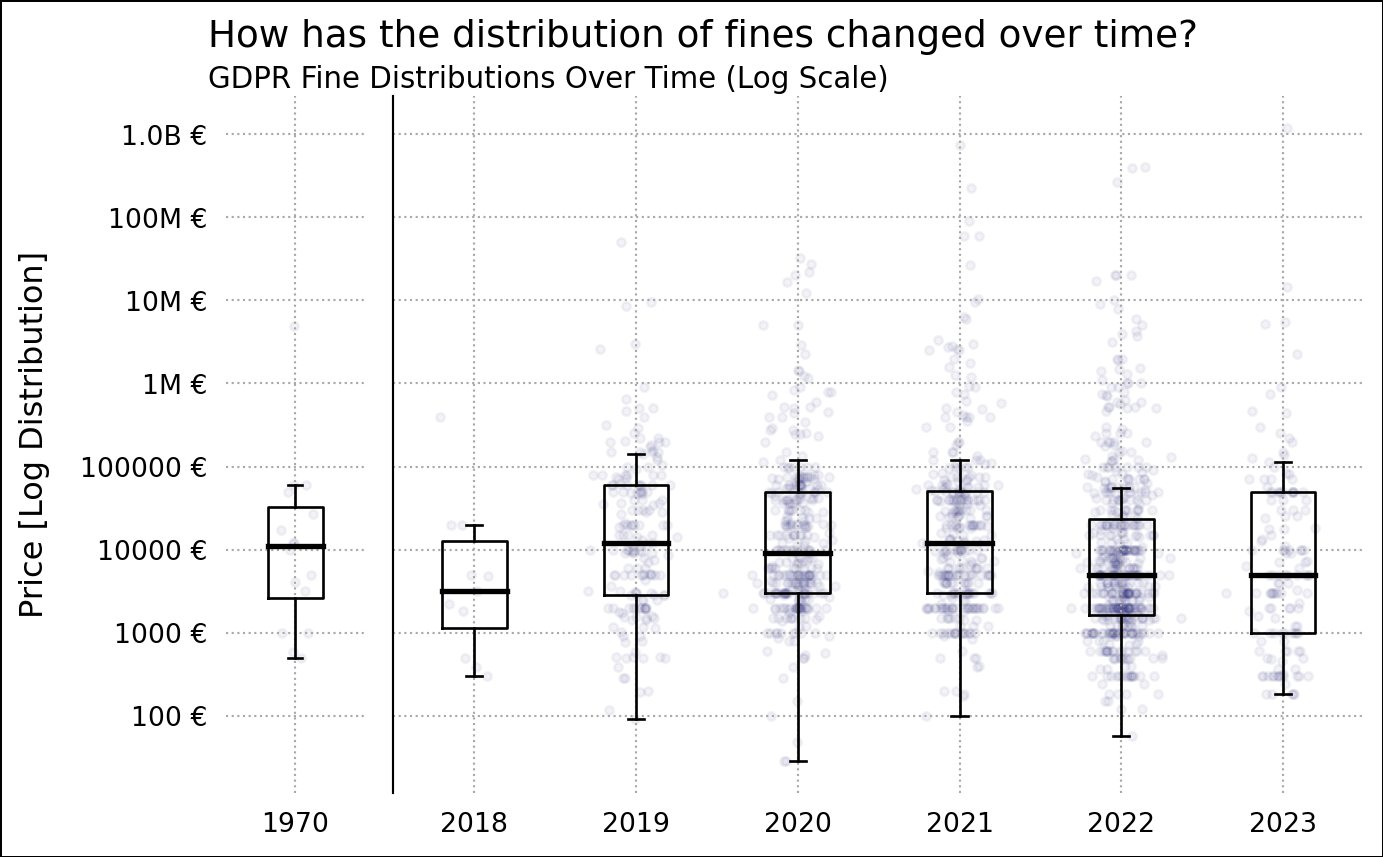 How has the distribution of fines changed over time?
GDPR Fine Distributions Over Time (Log Scale)
Price [Log Distribution]
1.0B €
100M €
10M €
1M €
100000 €
10000 €
1000 €
100 €
1970 2018 2019 2020 2021 2022 2023